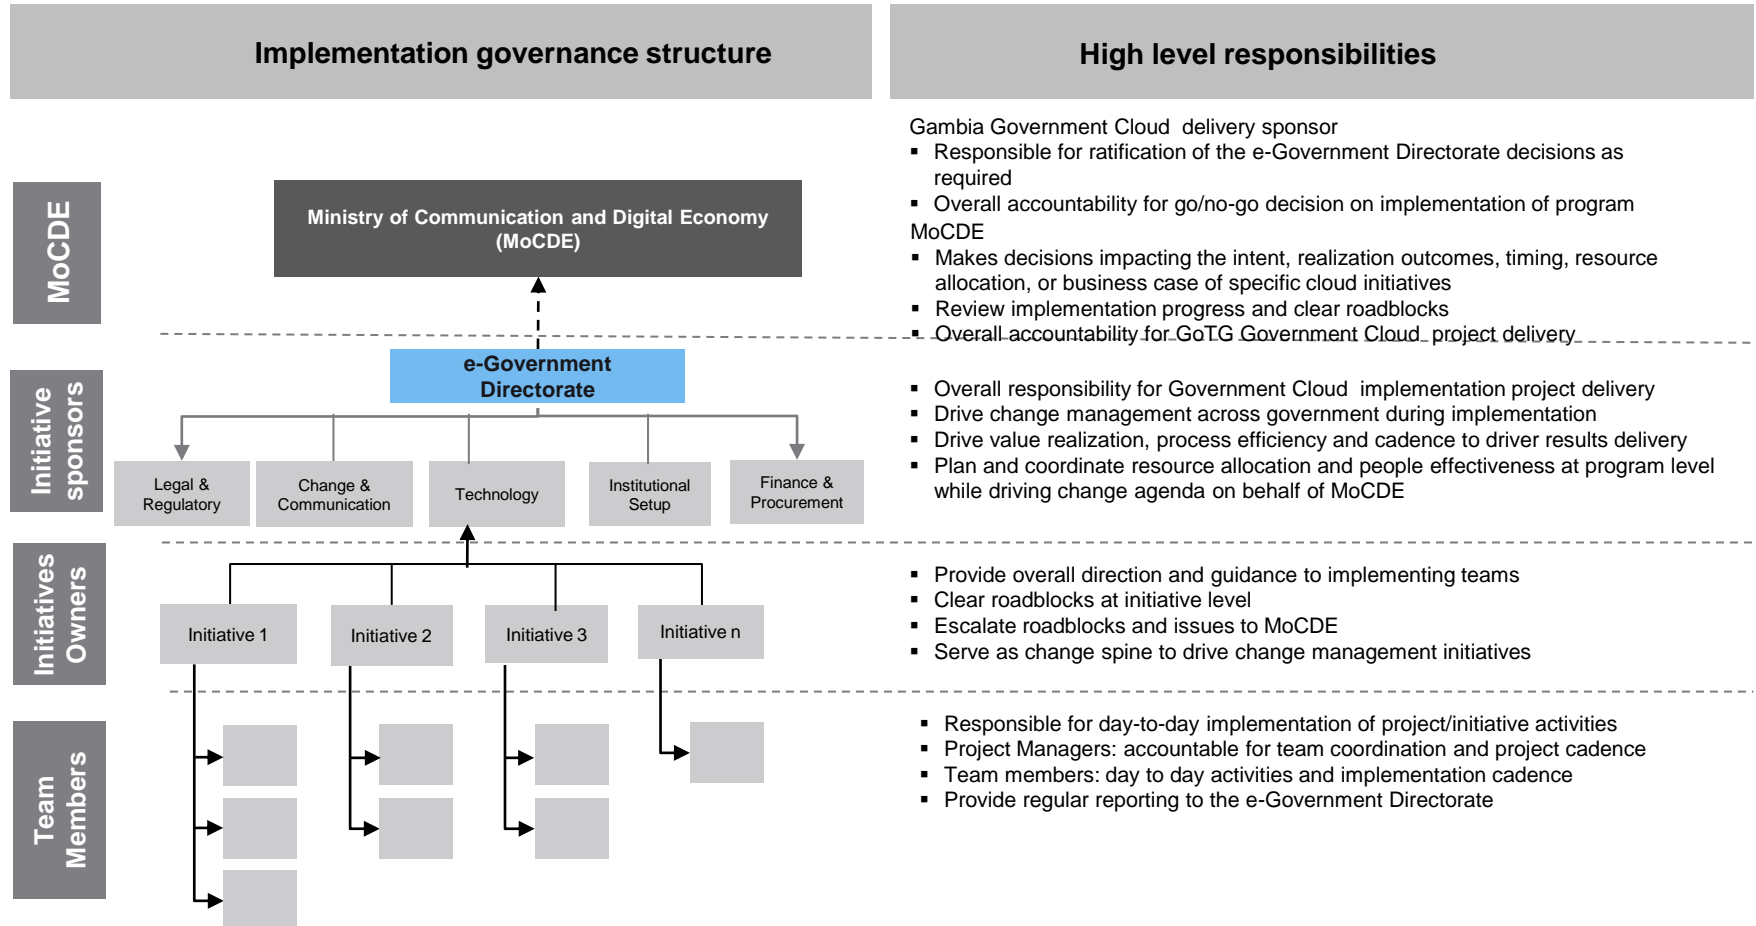 Implementation governance structure
High level responsibilities
MoCDE
Ministry of Communication and Digital Economy
(MoCDE)
Gambia Government Cloud delivery sponsor
▪ Responsible for ratification of the e-Government Directorate decisions as
required
▪ Overall accountability for go/no-go decision on implementation of program
MoCDE
▪ Makes decisions impacting the intent, realization outcomes, timing, resource
allocation, or business case of specific cloud initiatives
▪ Review implementation progress and clear roadblocks
▪ Overall accountability for GoTG Government Cloud project delivery
Initiative
sponsors
e-Government
Directorate
Legal &
Regulatory
Change &
Communication
Technology
Institutional
Setup
Finance &
Procurement
▪ Overall responsibility for Government Cloud implementation project delivery
▪ Drive change management across government during implementation
▪ Drive value realization, process efficiency and cadence to driver results delivery
▪ Plan and coordinate resource allocation and people effectiveness at program level
while driving change agenda on behalf of MoCDE
Initiatives
Owners
Initiative 1
Initiative 2
Initiative 3
Initiative n
▪ Provide overall direction and guidance to implementing teams
▪ Clear roadblocks at initiative level
▪ Escalate roadblocks and issues to MoCDE
▪ Serve as change spine to drive change management initiatives
Team
Members
▪ Responsible for day-to-day implementation of project/initiative activities
▪ Project Managers: accountable for team coordination and project cadence
▪ Team members: day to day activities and implementation cadence
▪ Provide regular reporting to the e-Government Directorate